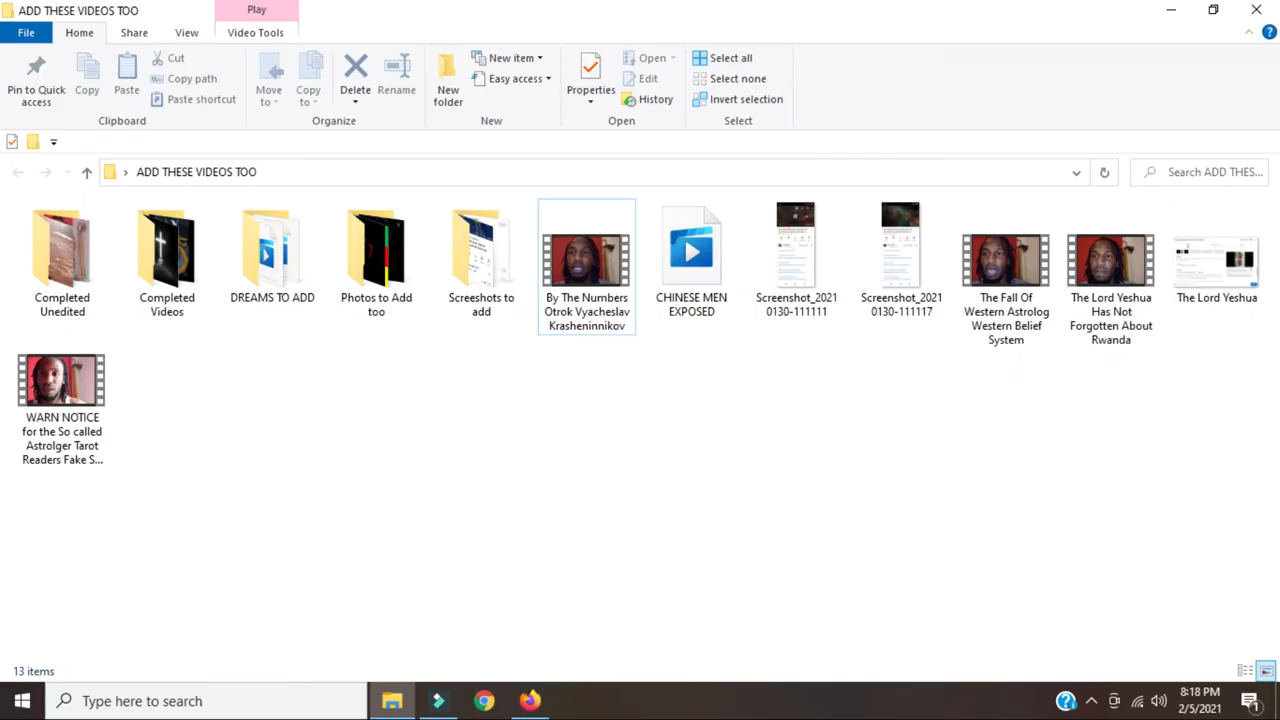 ADD THESE VIDEOS TOO
Play
File
Home
Share
View
Video Tools
Pin to Quick
access
Copy
Paste
Cut
Copy path
Paste shortcut
Clipboard
Move
to
Copy
to
Delete
Rename
Organize
New
folder
New item
Easy access
New
Properties
Open
Edit
History
Open
Select all
Select none
Invert selection
Select
ADD THESE VIDEOS TOO
Search ADD THES...
Completed
Unedited
Completed
Videos
DREAMS TO ADD
Photos to Add
too
Screeshots to
add
By The Numbers
Otrok Vyacheslav
Krasheninnikov
CHINESE MEN
EXPOSED
Screenshot_2021
0130-111111
Screenshot_2021
0130-111117
The Fall Of
Western Astrolog
Western Belief
System
The Lord Yeshua
Has Not
Forgotten About
Rwanda
The Lord Yeshua
WARN NOTICE
for the So called
Astrolger Tarot
Readers Fake S...
13 items
Type here to search
8:18 PM
2/5/2021
1